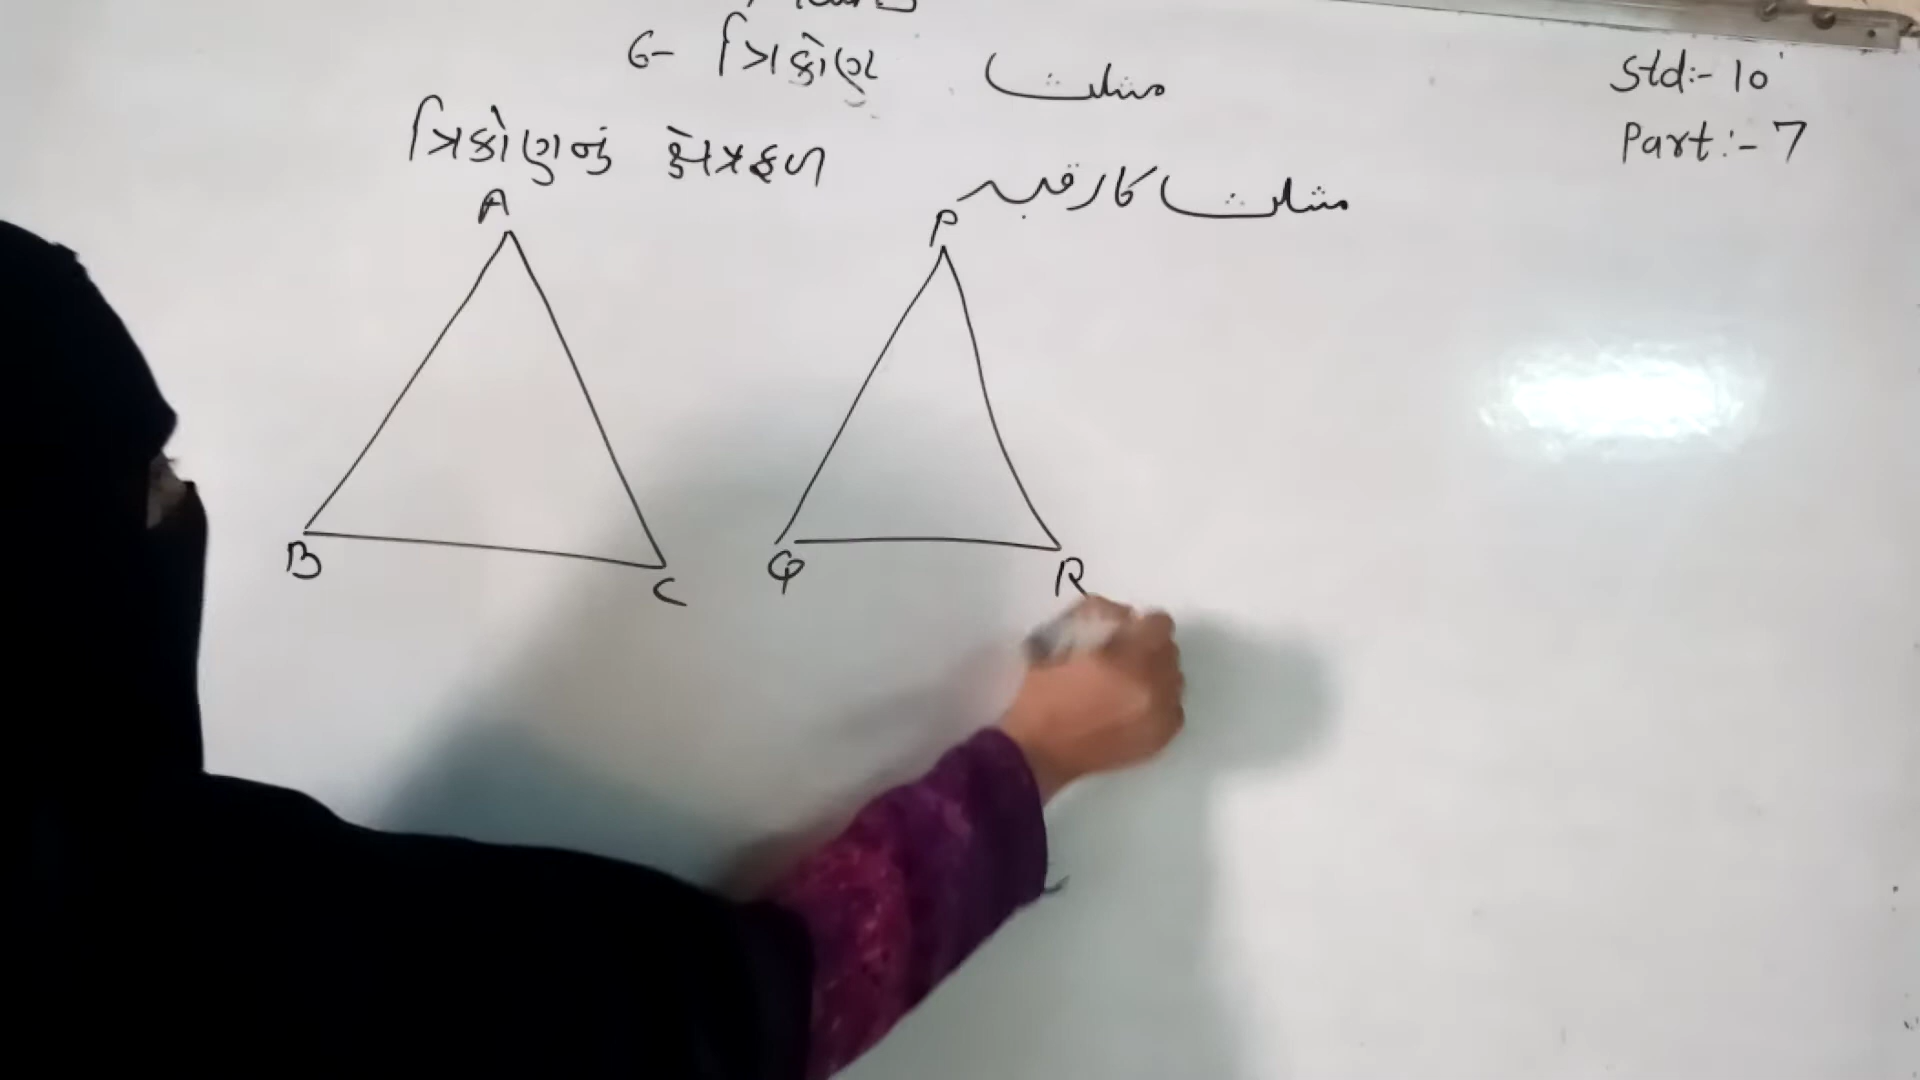 6- ત્રિકોણ مثلث
Std:- 10
Part:- 7
ત્રિકોણનું ક્ષેત્રફળ
مثلث کا رقبہ
A
P
B
C
Q
R